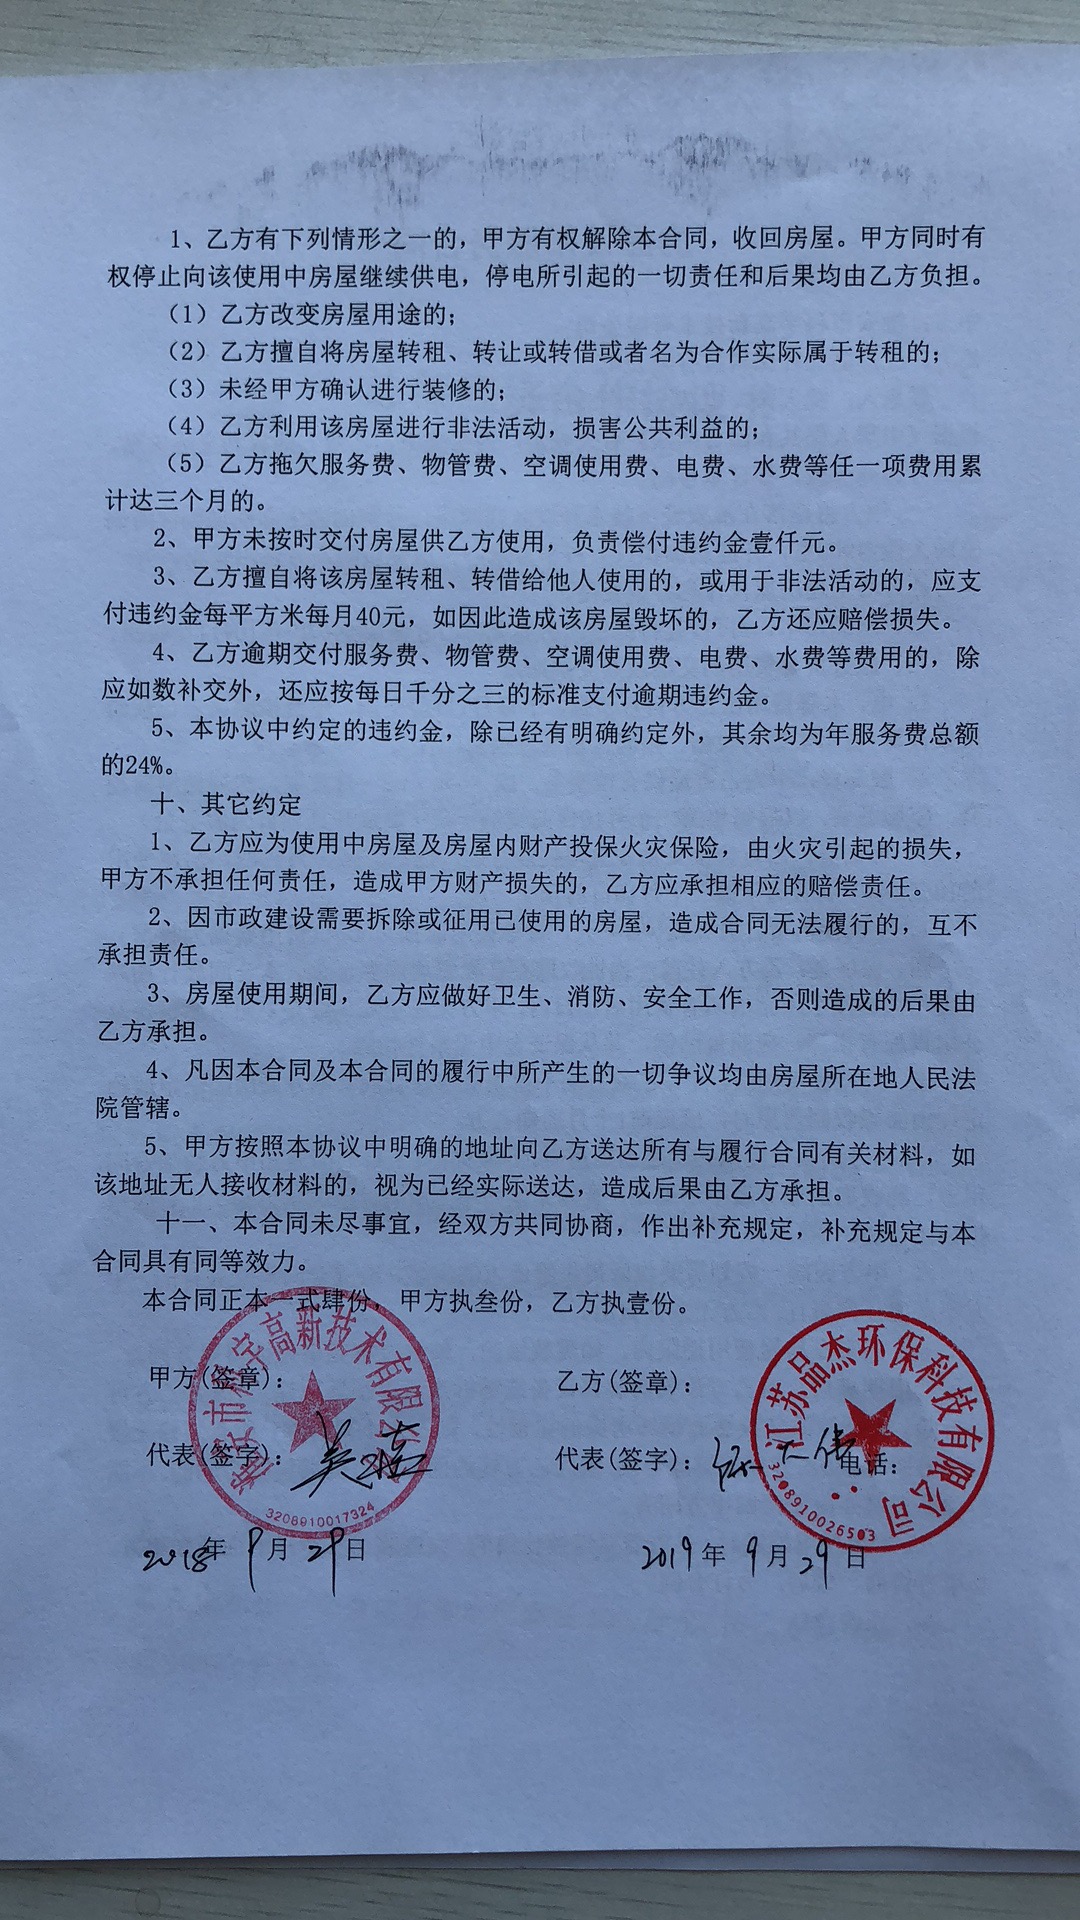 1、乙方有下列情形之一的，甲方有权解除本合同，收回房屋。甲方同时有
权停止向该使用中房屋继续供电，停电所引起的一切责任和后果均由乙方负担。
（1）乙方改变房屋用途的；
（2）乙方擅自将房屋转租、转让或转借或者名为合作实际属于转租的；
（3）未经甲方确认进行装修的；
（4）乙方利用该房屋进行非法活动，损害公共利益的；
（5）乙方拖欠服务费、物管费、空调使用费、电费、水费等任一项费用累
计达三个月的。
2、甲方未按时交付房屋供乙方使用，负责偿付违约金壹仟元。
3、乙方擅自将该房屋转租、转借给他人使用的，或用于非法活动的，应支
付违约金每平方米每月40元，如因此造成该房屋毁坏的，乙方还应赔偿损失。
4、乙方逾期交付服务费、物管费、空调使用费、电费、水费等费用的，除
应如数补交外，还应按每日千分之三的标准支付逾期违约金。
5、本协议中约定的违约金，除已经有明确约定外，其余均为年服务费总额
的24%。
十、其它约定
1、乙方应为使用中房屋及房屋内财产投保火灾保险，由火灾引起的损失，
甲方不承担任何责任，造成甲方财产损失的，乙方应承担相应的赔偿责任。
2、因市政建设需要拆除或征用已使用的房屋，造成合同无法履行的，互不
承担责任。
3、房屋使用期间，乙方应做好卫生、消防、安全工作，否则造成的后果由
乙方承担。
4、凡因本合同及本合同的履行中所产生的一切争议均由房屋所在地人民法
院管辖。
5、甲方按照本协议中明确的地址向乙方送达所有与履行合同有关材料，如
该地址无人接收材料的，视为已经实际送达，造成后果由乙方承担。
十一、本合同未尽事宜，经双方共同协商，作出补充规定，补充规定与本
合同具有同等效力。
本合同正本一式肆份，甲方执叁份，乙方执壹份。
甲方(签章)： 乙方(签章)：
代表(签字)： 吴 代表(签字)： 电话：
高新技术有限
3208910017324
江苏品杰环保科技有限公司
3208910026503
2018年9月29日 2019年9月29日